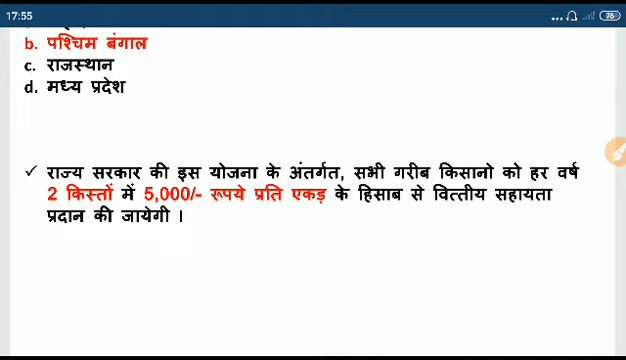 17:55
76
b. पश्चिम बंगाल
c. राजस्थान
d. मध्य प्रदेश
✓ राज्य सरकार की इस योजना के अंतर्गत, सभी गरीब किसानो को हर वर्ष
2 किस्तों में 5,000/- रूपये प्रति एकड़ के हिसाब से वित्तीय सहायता
प्रदान की जायेगी ।